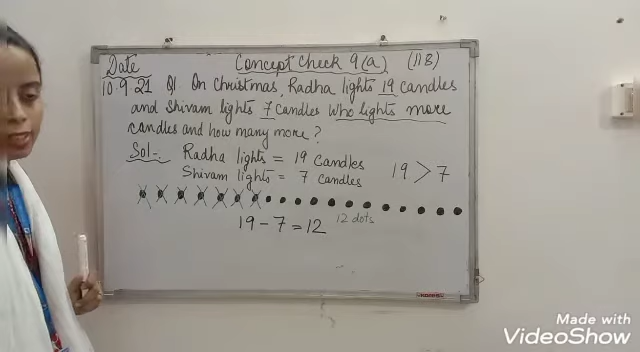 Date Concept Check 9(a) (II B)
10.9.21 Q1. On Christmas, Radha lights 19 candles
and Shivam lights 7 candles who lights more
candles and how many more?
Sol-. Radha lights = 19 Candles
Shivam lights = 7 candles 19 > 7
19 - 7 = 12 12 dots
KORES
Made with
VideoShow